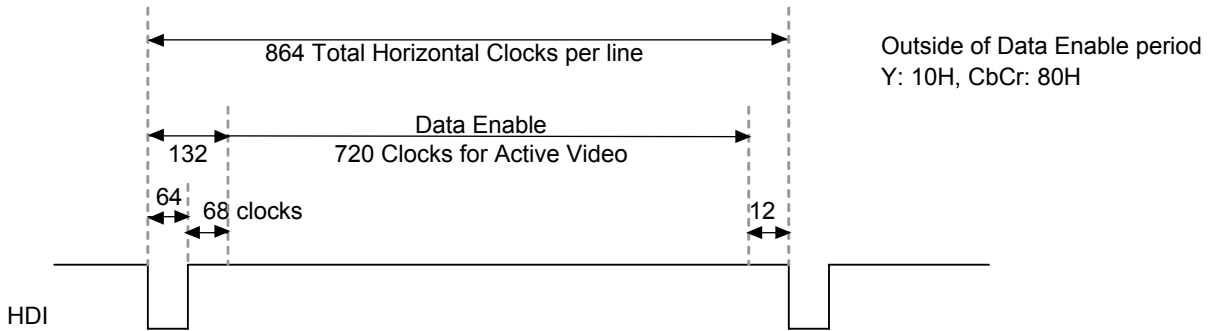 864 Total Horizontal Clocks per line
Outside of Data Enable period
Y: 10H, CbCr: 80H
Data Enable
132
720 Clocks for Active Video
64
68 clocks
12
HDI